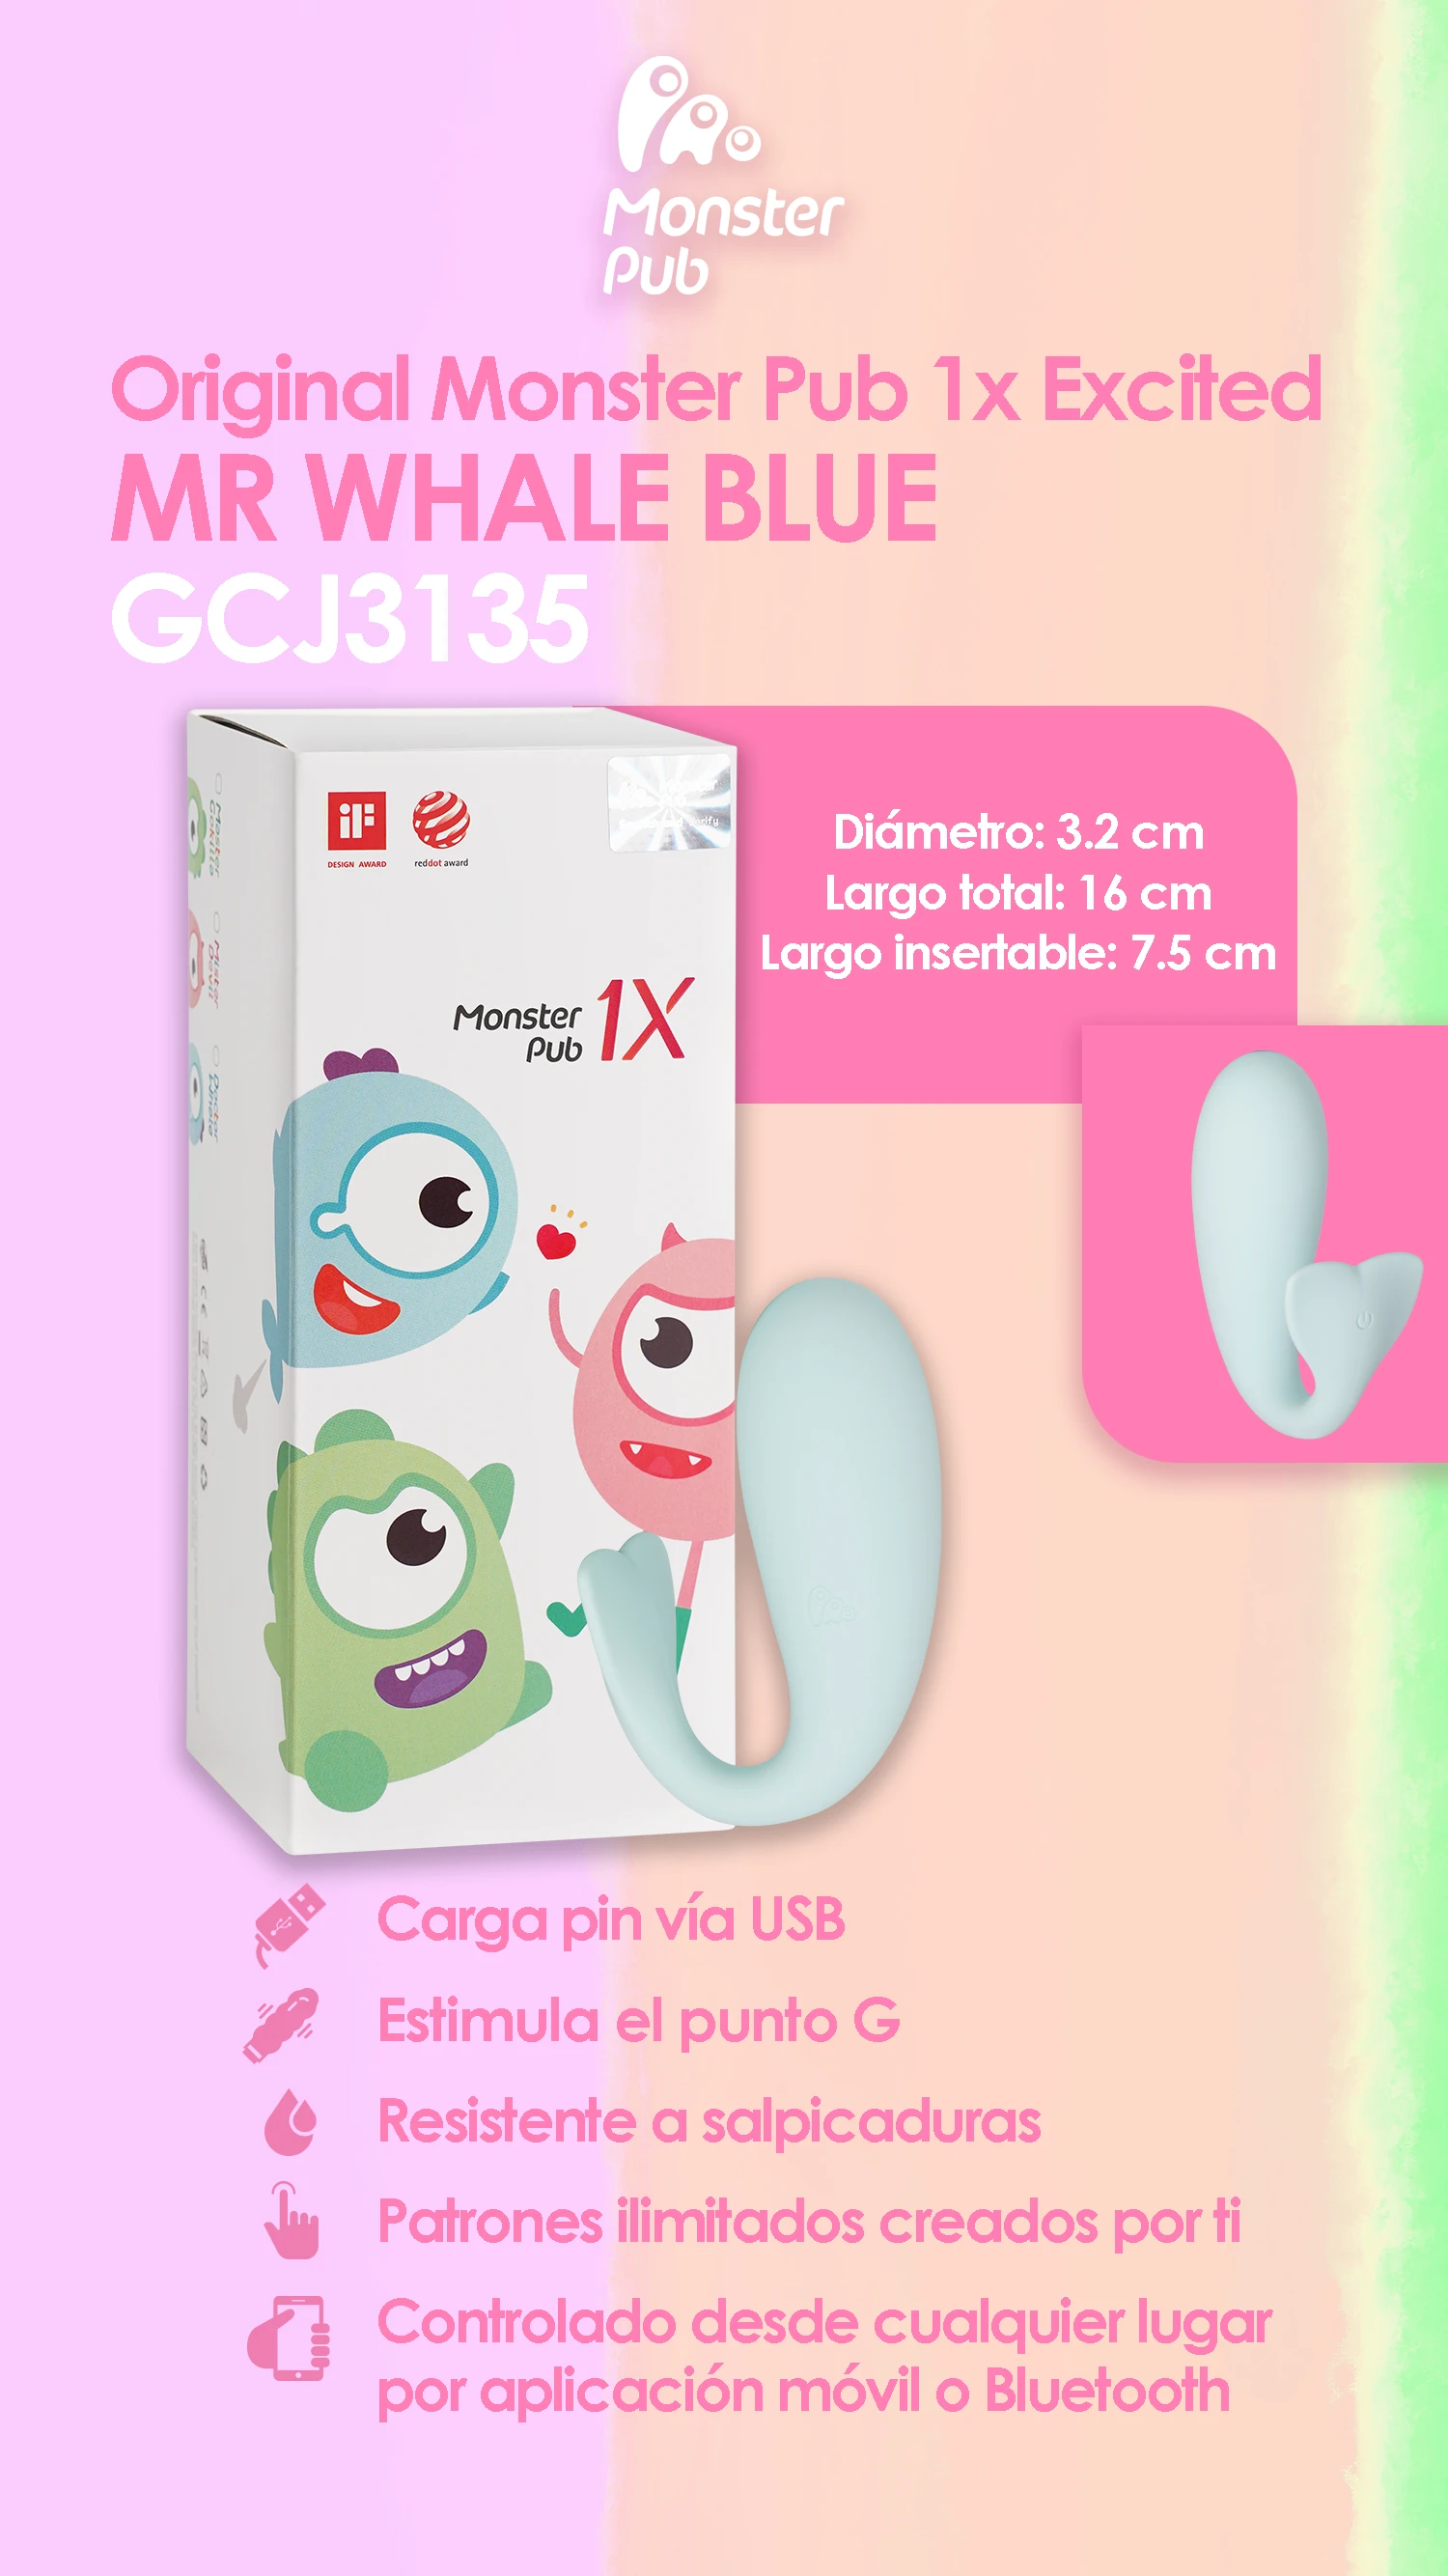 Monster
Pub
Original Monster Pub 1x Excited
MR WHALE BLUE
GCJ3135
iF
DESIGN AWARD
reddot award
Diámetro: 3.2 cm
Largo total: 16 cm
Largo insertable: 7.5 cm
Monster
Pub
1X
Carga pin vía USB
Estimula el punto G
Resistente a salpicaduras
Patrones ilimitados creados por ti
Controlado desde cualquier lugar
por aplicación móvil o Bluetooth